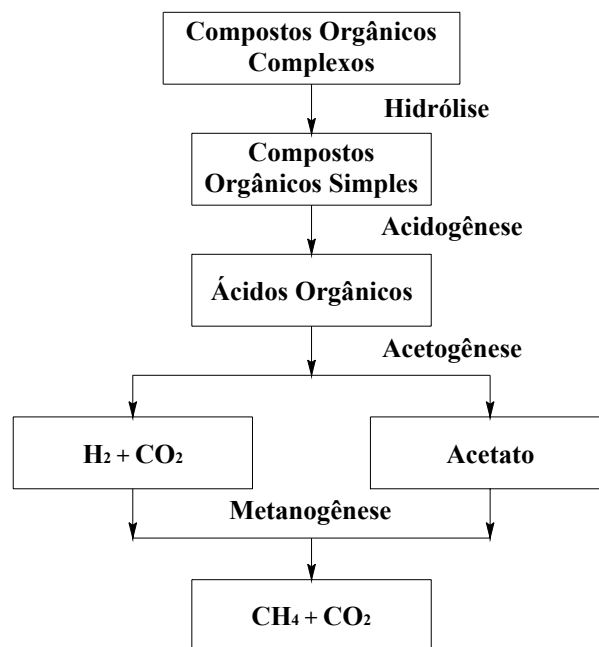 Compostos Orgânicos
Complexos
Hidrólise
Compostos
Orgânicos Simples
Acidogênese
Ácidos Orgânicos
Acetogênese
H₂ + CO₂
Acetato
Metanogênese
CH₄ + CO₂